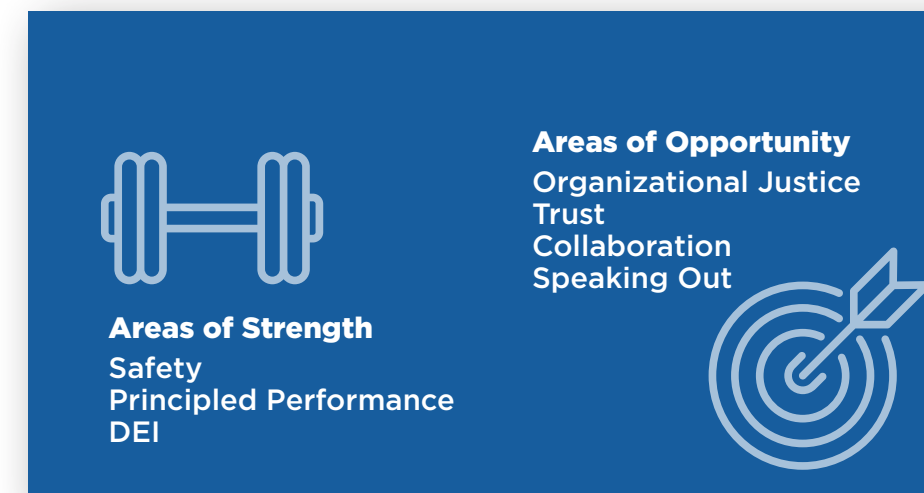 Areas of Strength
Safety
Principled Performance
DEI
Areas of Opportunity
Organizational Justice
Trust
Collaboration
Speaking Out